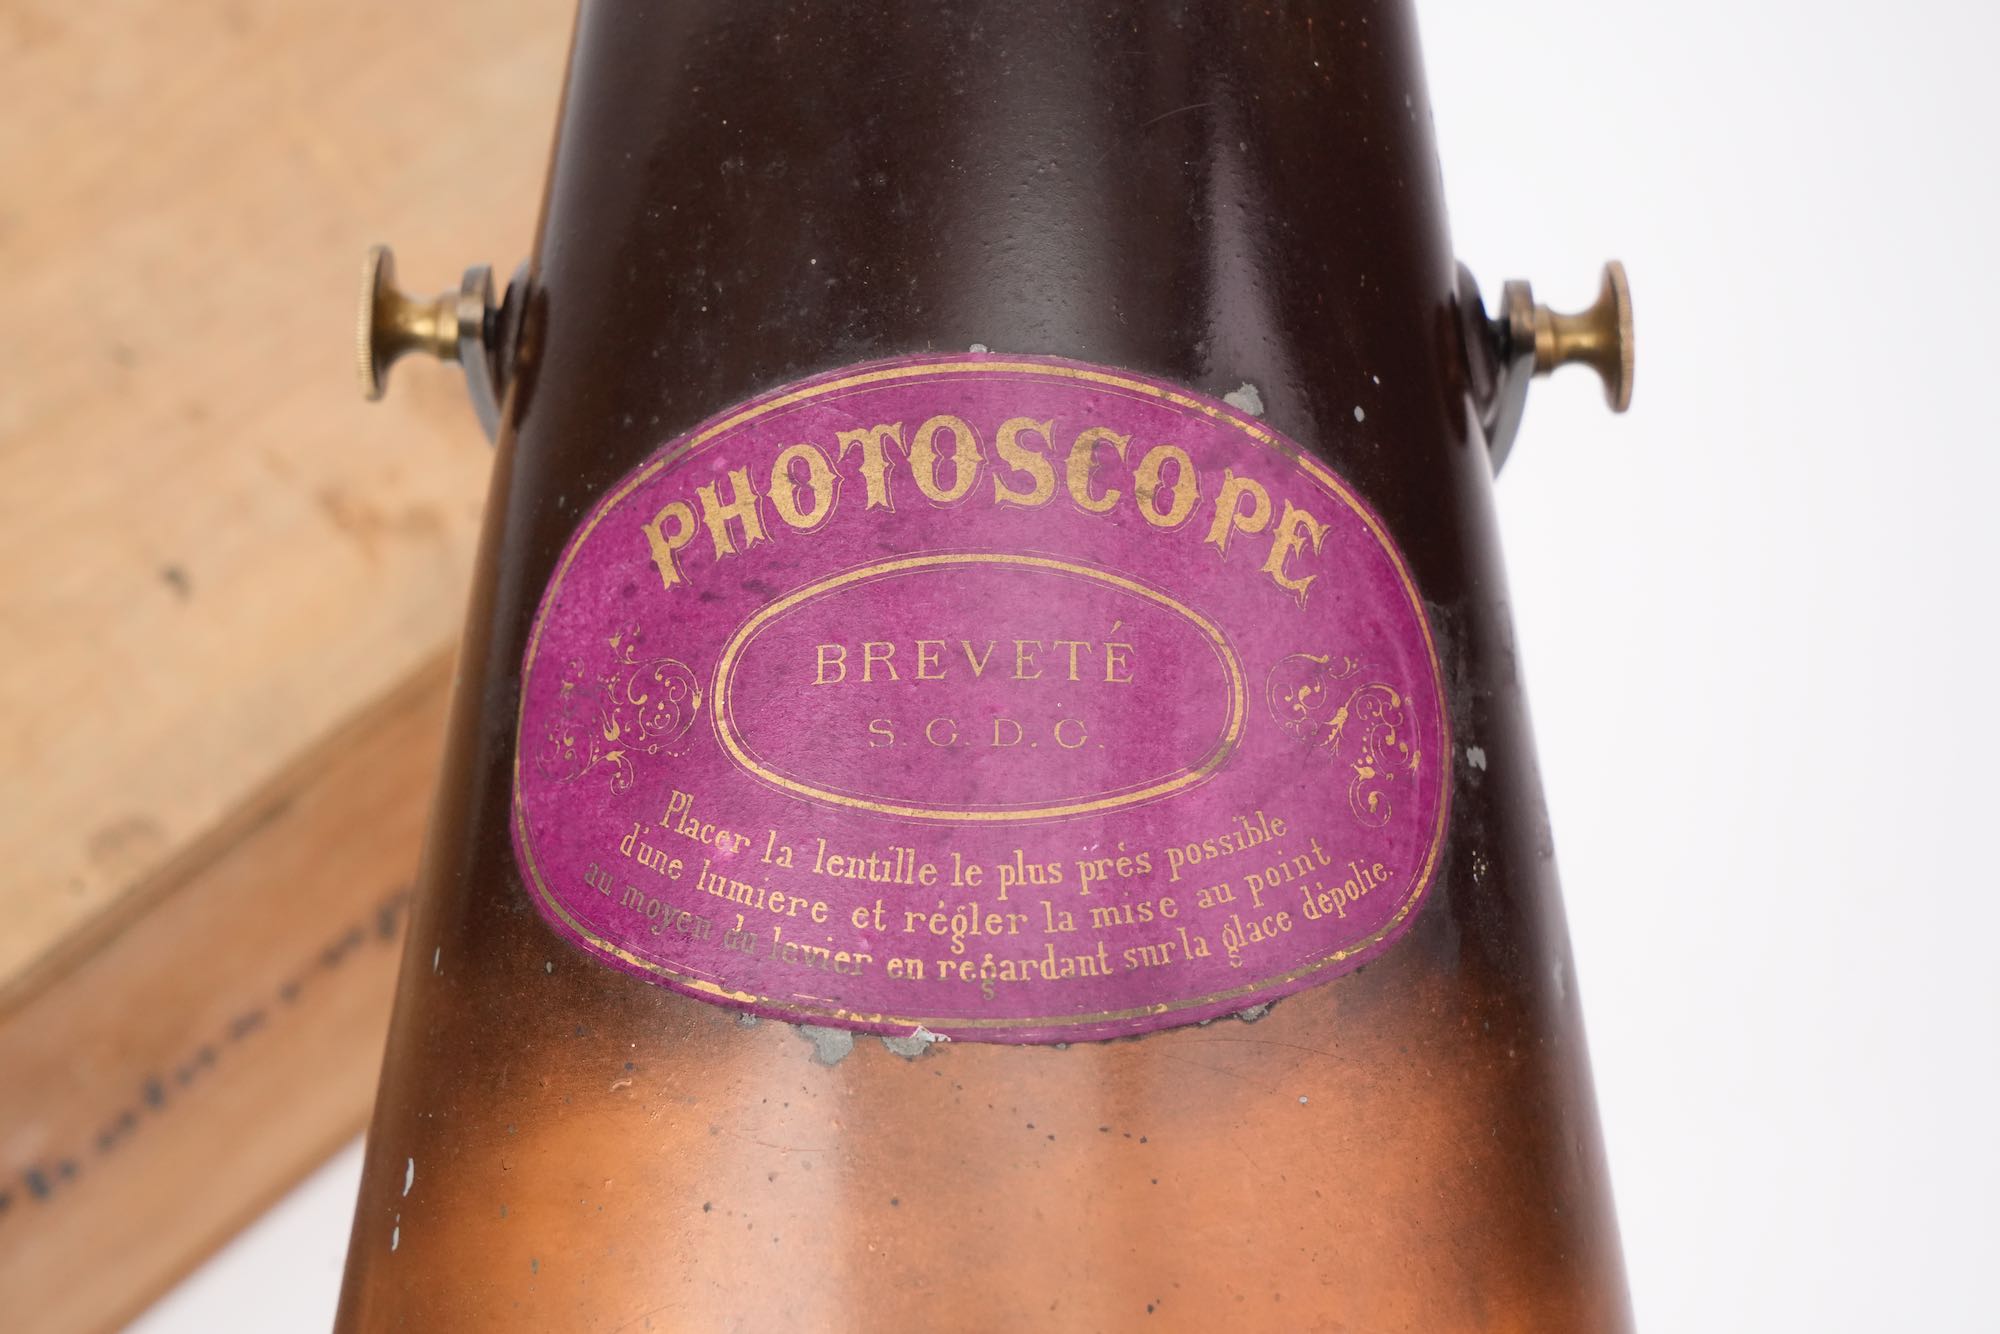 PHOTOSCOPE
BREVETÉ
S. G. D. G.
Placer la lentille le plus près possible
d'une lumiere et régler la mise au point
au moyen du levier en regardant sur la glace dépolie.